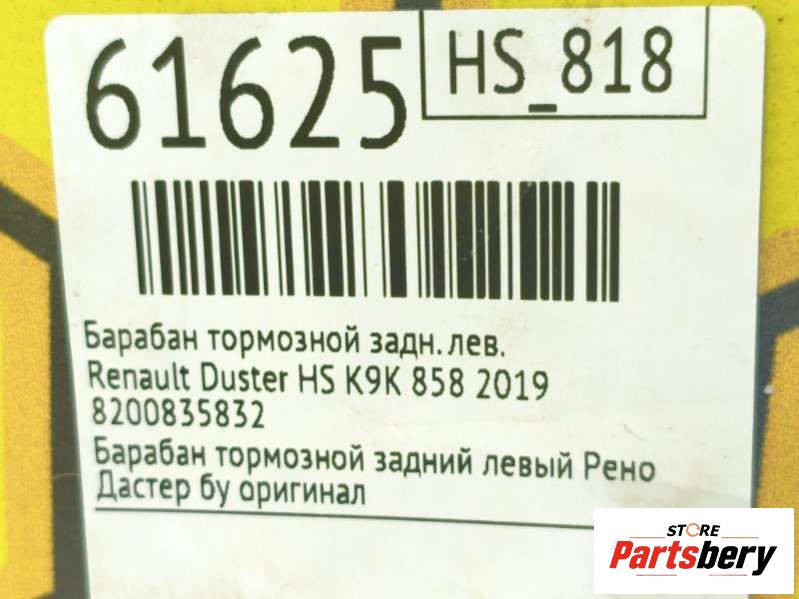 61625
HS_818
Барабан тормозной задн.лев.
Renault Duster HS K9K 858 2019
8200835832
Барабан тормозной задний левый Рено
Дастер бу оригинал
STORE
Partsbery